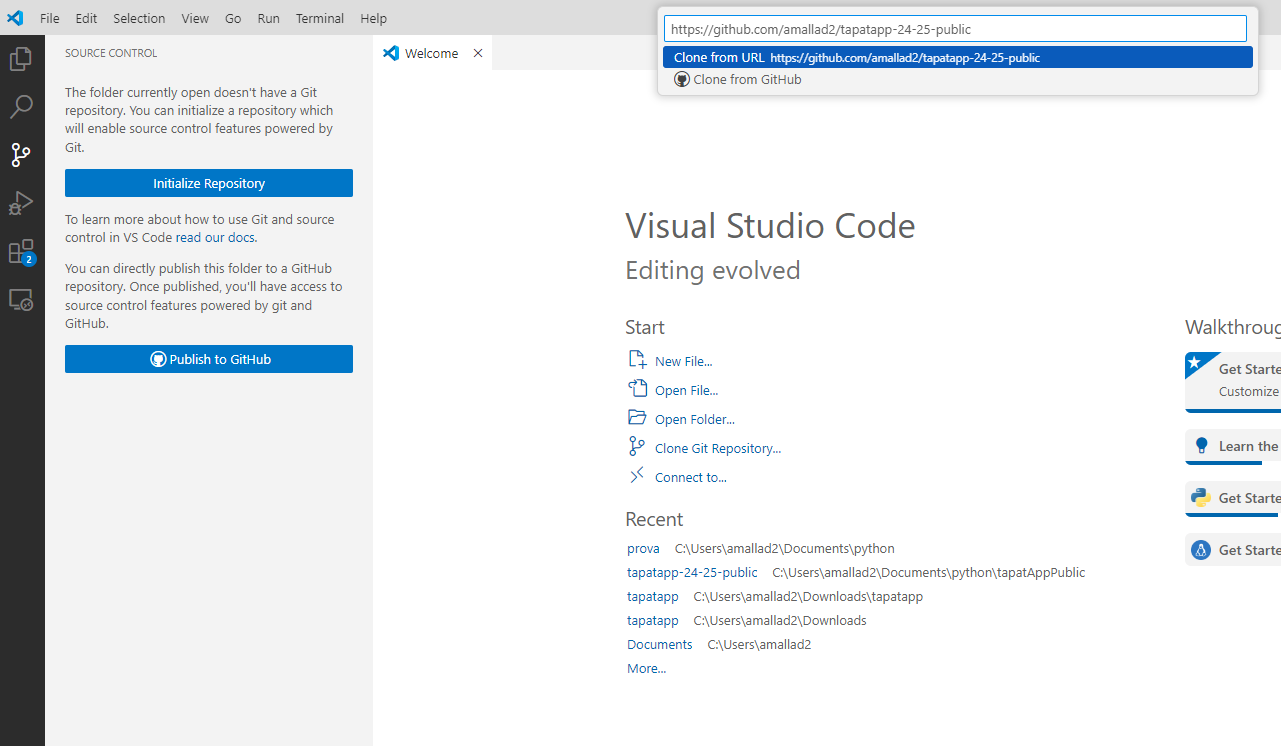 File Edit Selection View Go Run Terminal Help
https://github.com/amallad2/tapatapp-24-25-public
Clone from URL https://github.com/amallad2/tapatapp-24-25-public
Clone from GitHub
SOURCE CONTROL
The folder currently open doesn't have a Git
repository. You can initialize a repository which
will enable source control features powered by
Git.
Initialize Repository
To learn more about how to use Git and source
control in VS Code read our docs.
You can directly publish this folder to a GitHub
repository. Once published, you'll have access to
source control features powered by git and
GitHub.
Publish to GitHub
2
Welcome
Visual Studio Code
Editing evolved
Start
New File...
Open File...
Open Folder...
Clone Git Repository...
Connect to...
Recent
prova C:\Users\amallad2\Documents\python
tapatapp-24-25-public C:\Users\amallad2\Documents\python\tapatAppPublic
tapatapp C:\Users\amallad2\Downloads\tapatapp
tapatapp C:\Users\amallad2\Downloads
Documents C:\Users\amallad2
More...
Walkthroug
Get Starte
Customize
Learn the
Get Starte
Get Starte